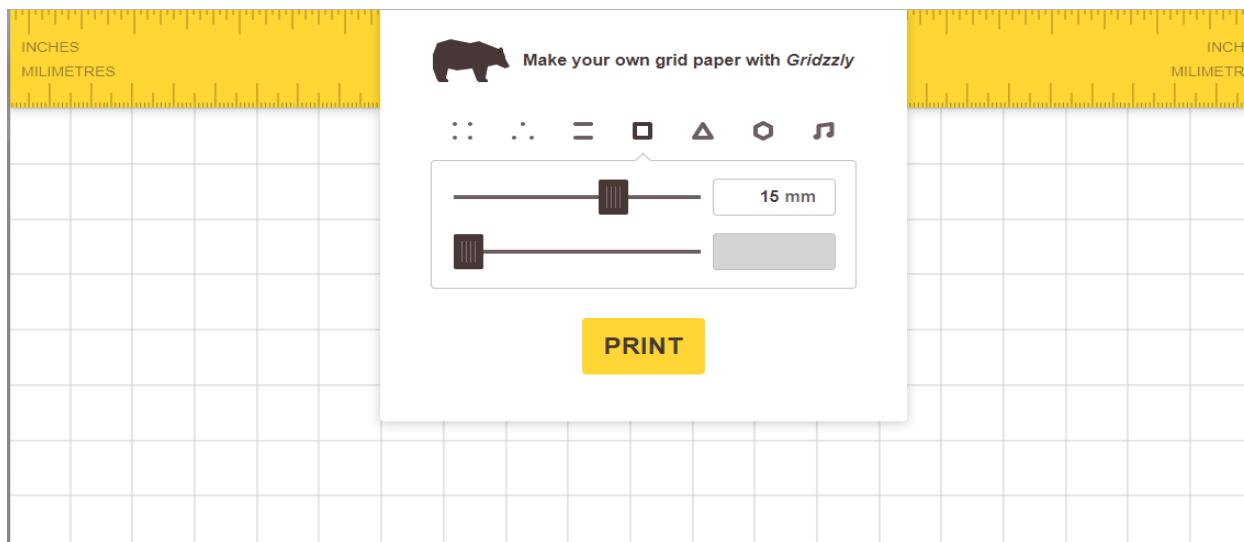 INCHES
MILIMETRES
Make your own grid paper with Gridzzly
INCH
MILIMETR
15 mm
PRINT